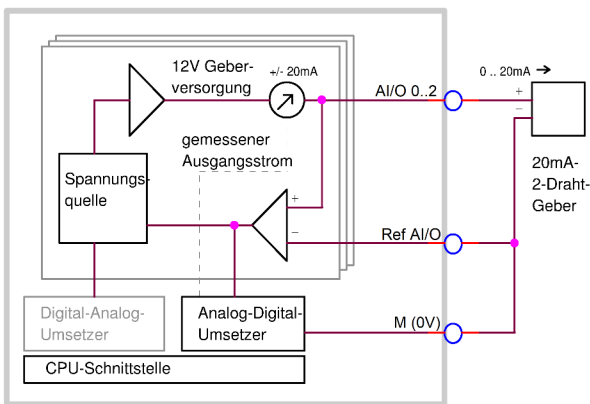 12V Geber-
versorgung
+/- 20mA
AI/O 0..2
0 .. 20mA
+
−
gemessener
Ausgangsstrom
20mA-
2-Draht-
Geber
Spannungs-
quelle
+
−
Ref AI/O
Digital-Analog-
Umsetzer
Analog-Digital-
Umsetzer
M (0V)
CPU-Schnittstelle